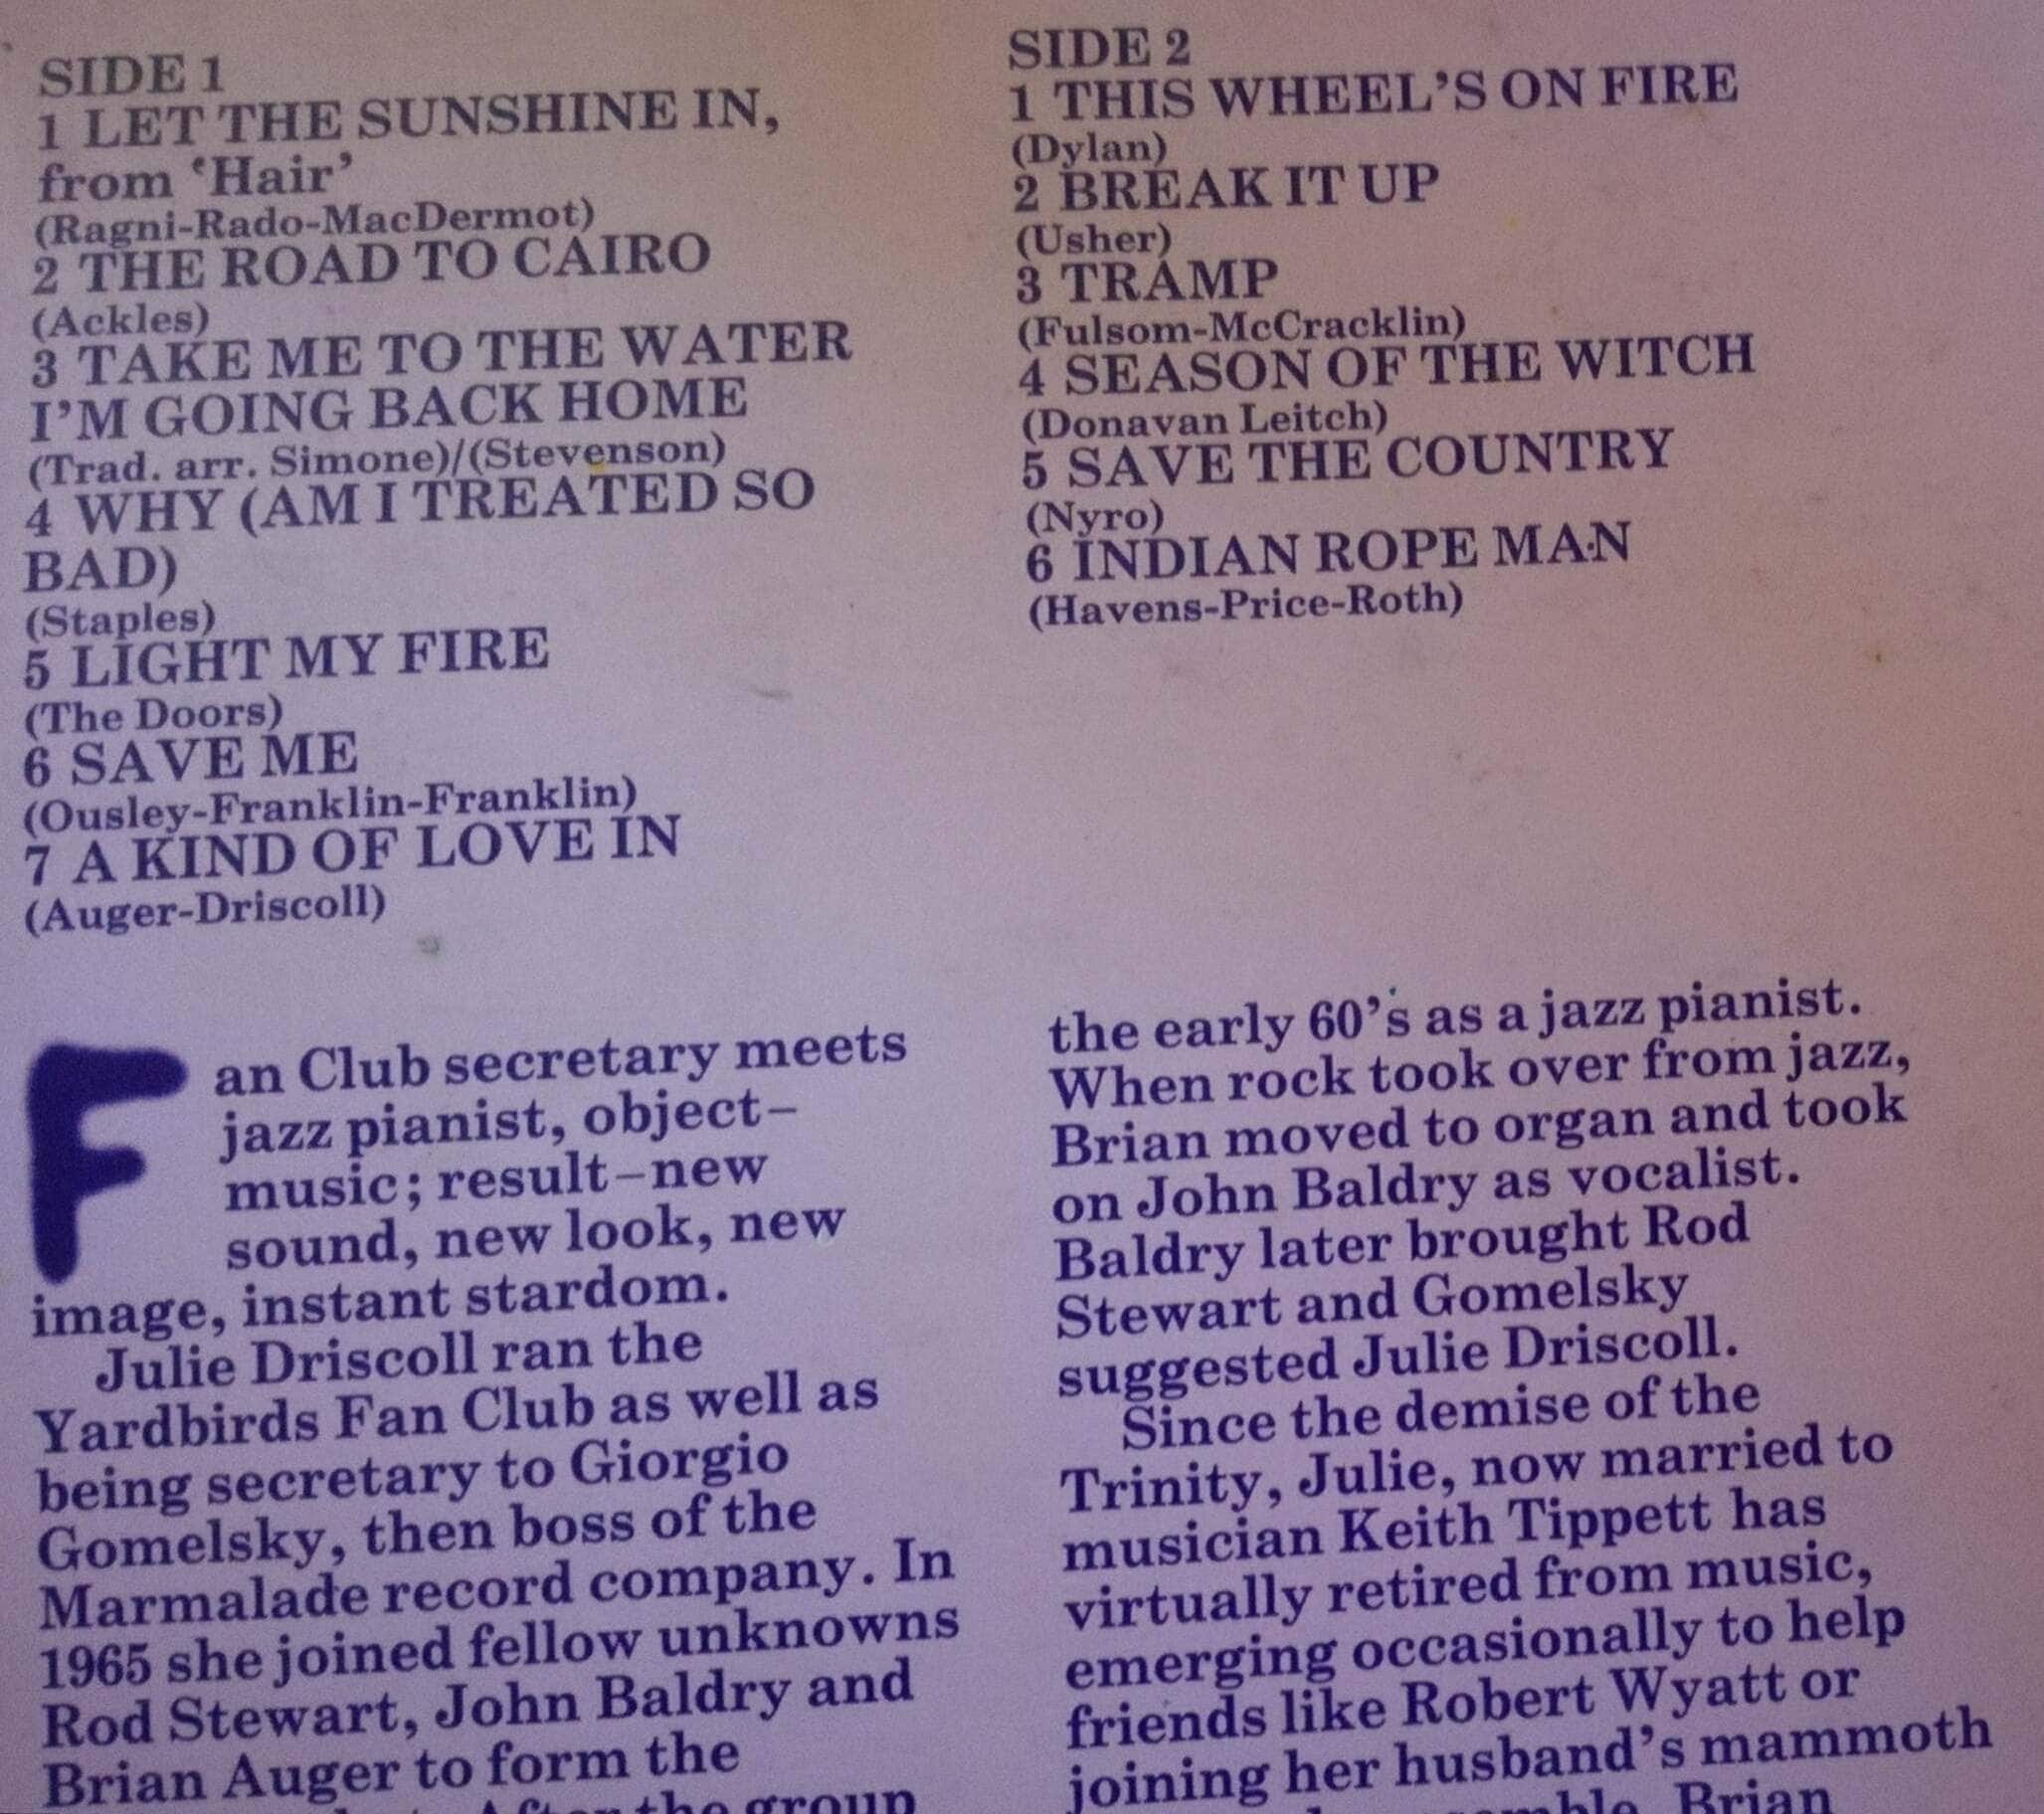 SIDE 1
1 LET THE SUNSHINE IN,
from ‘Hair’
(Ragni-Rado-MacDermot)
2 THE ROAD TO CAIRO
(Ackles)
3 TAKE ME TO THE WATER
I’M GOING BACK HOME
(Trad. arr. Simone)/(Stevenson)
4 WHY (AM I TREATED SO
BAD)
(Staples)
5 LIGHT MY FIRE
(The Doors)
6 SAVE ME
(Ousley-Franklin-Franklin)
7 A KIND OF LOVE IN
(Auger-Driscoll)
SIDE 2
1 THIS WHEEL’S ON FIRE
(Dylan)
2 BREAK IT UP
(Usher)
3 TRAMP
(Fulsom-McCracklin)
4 SEASON OF THE WITCH
(Donavan Leitch)
5 SAVE THE COUNTRY
(Nyro)
6 INDIAN ROPE MAN
(Havens-Price-Roth)
Fan Club secretary meets
jazz pianist, object–
music; result–new
sound, new look, new
image, instant stardom.
Julie Driscoll ran the
Yardbirds Fan Club as well as
being secretary to Giorgio
Gomelsky, then boss of the
Marmalade record company. In
1965 she joined fellow unknowns
Rod Stewart, John Baldry and
Brian Auger to form the
After the group
the early 60’s as a jazz pianist.
When rock took over from jazz,
Brian moved to organ and took
on John Baldry as vocalist.
Baldry later brought Rod
Stewart and Gomelsky
suggested Julie Driscoll.
Since the demise of the
Trinity, Julie, now married to
musician Keith Tippett has
virtually retired from music,
emerging occasionally to help
friends like Robert Wyatt or
joining her husband’s mammoth
Brian